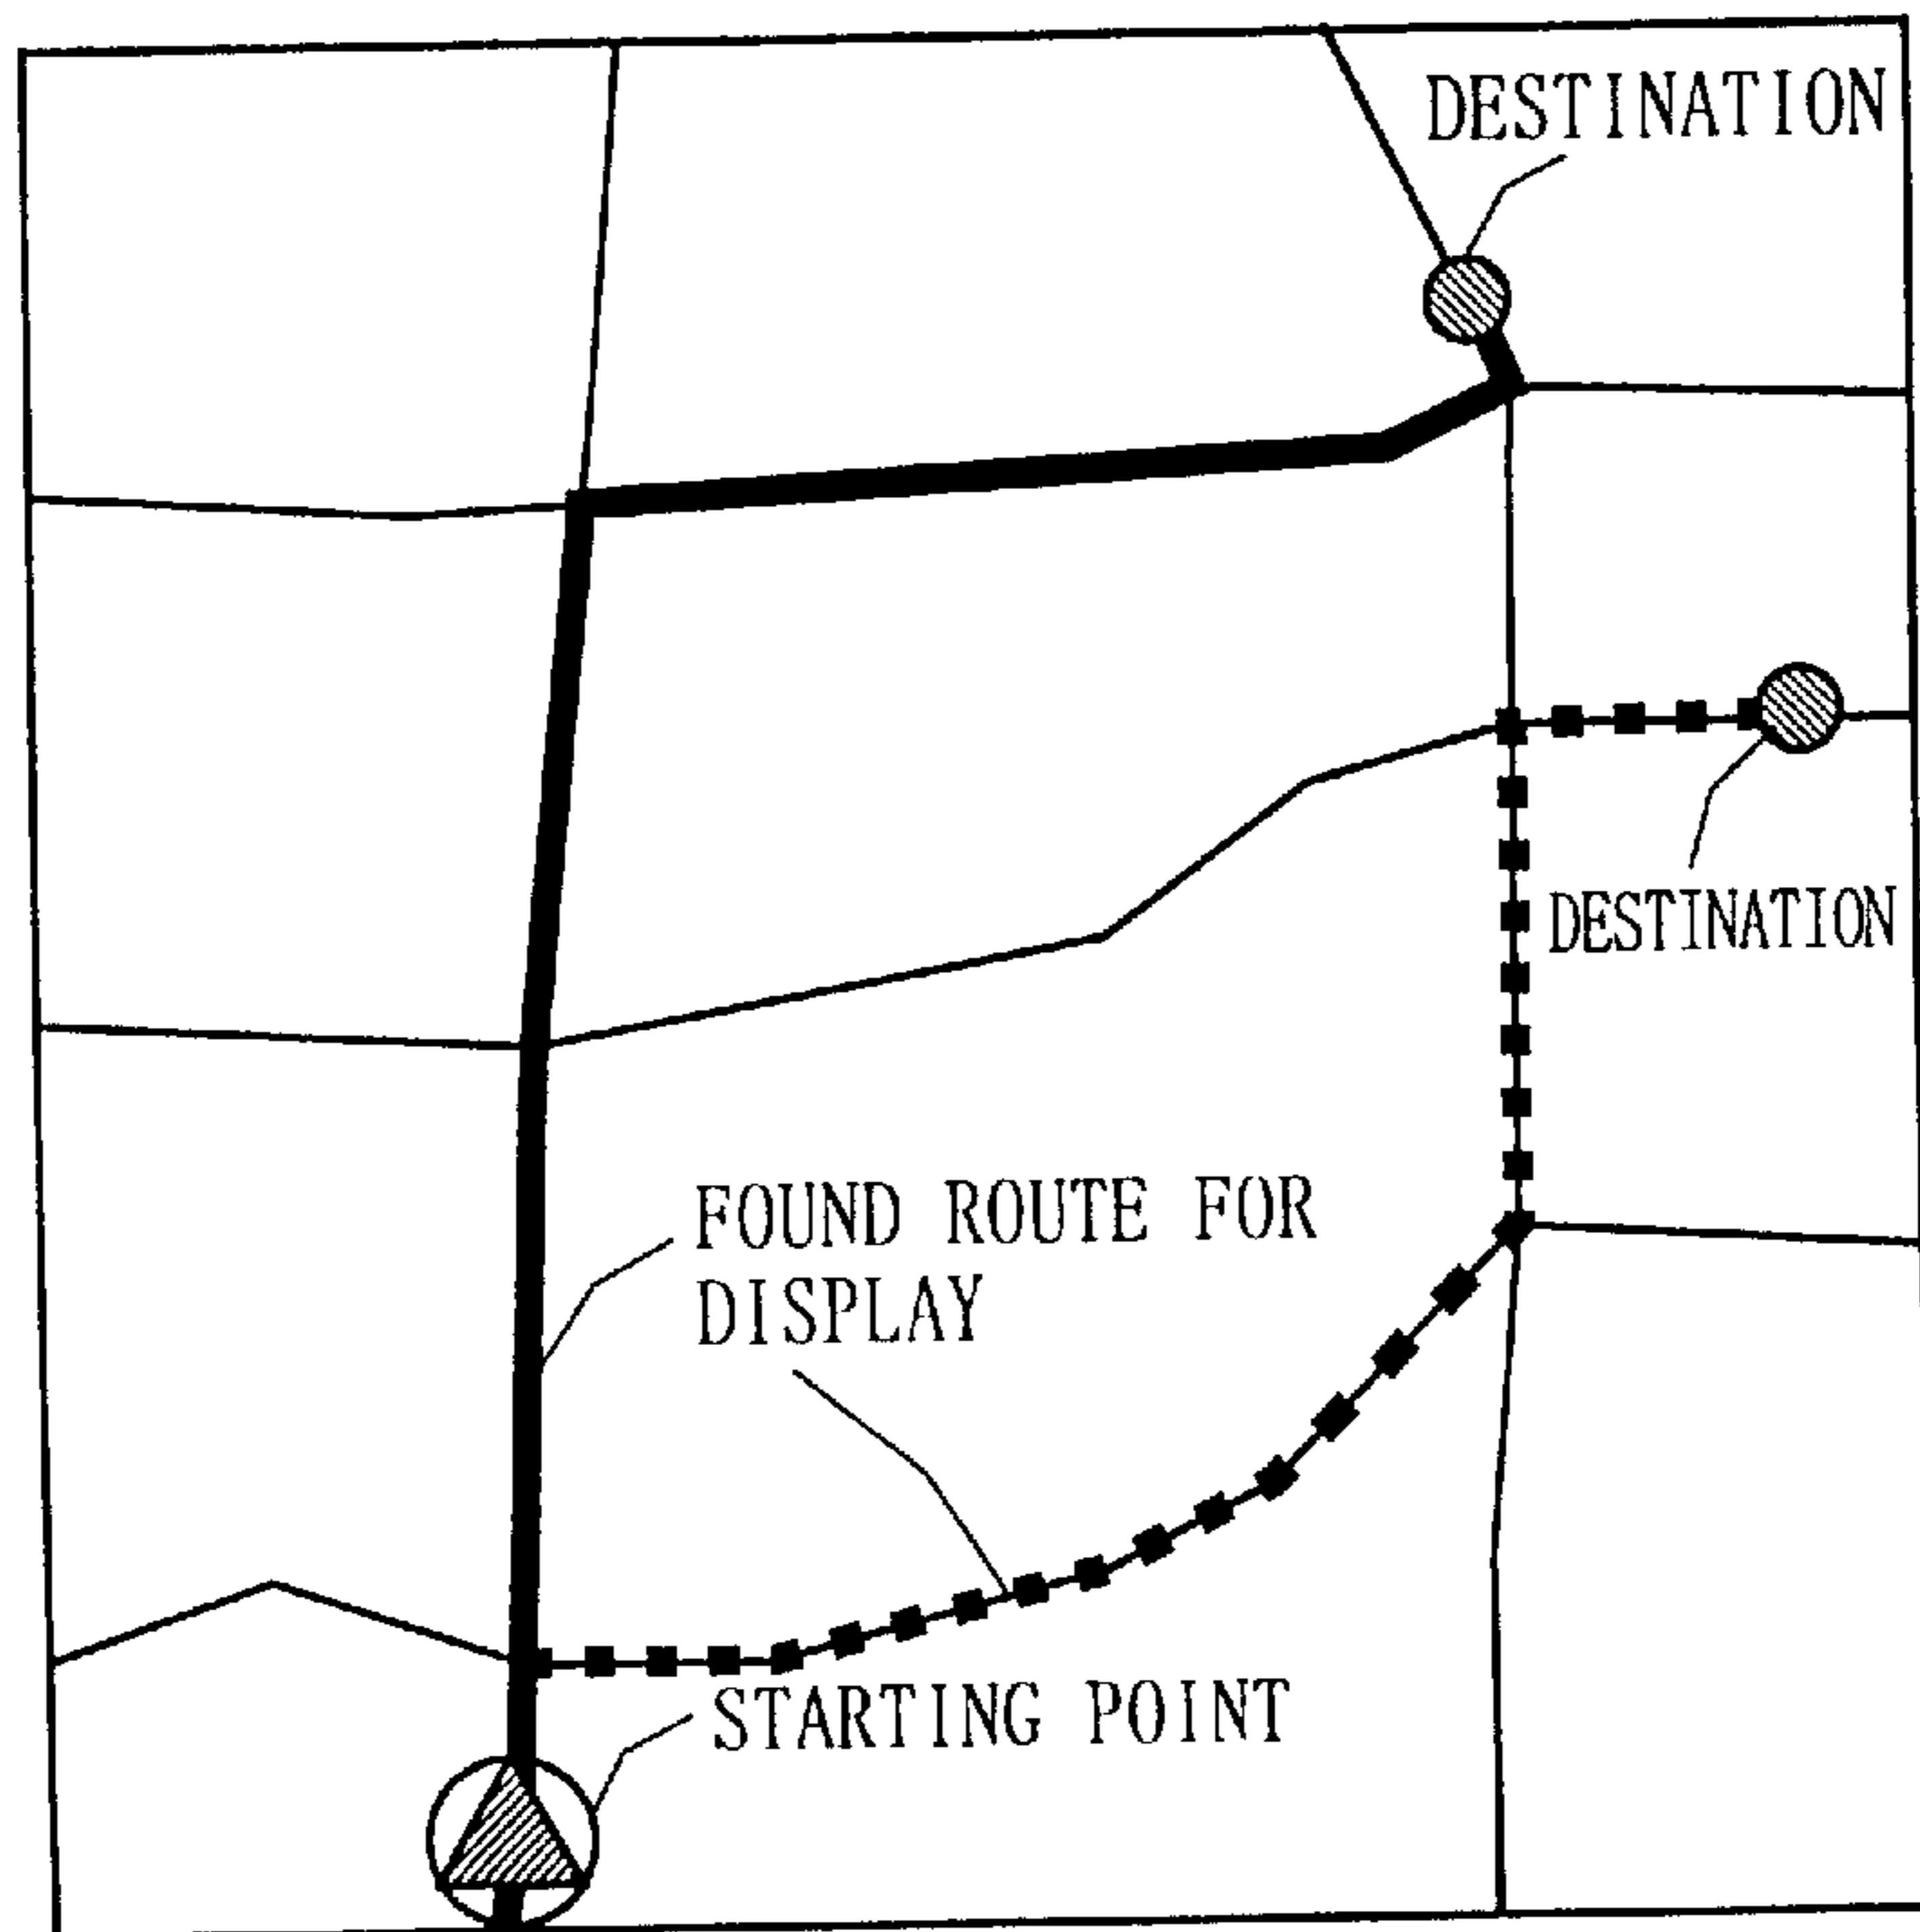 DESTINATION
DESTINATION
FOUND ROUTE FOR
DISPLAY
STARTING POINT